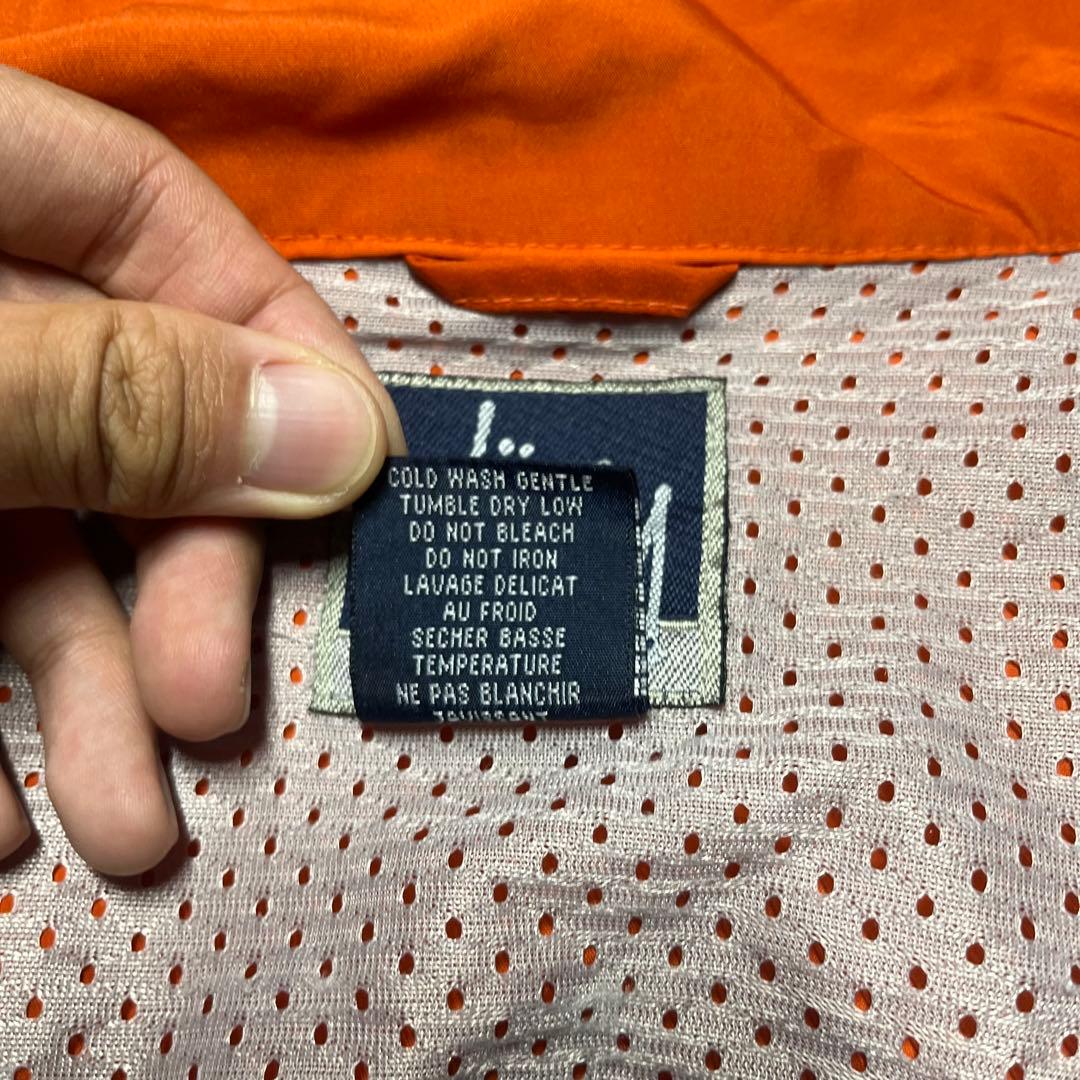 COLD WASH GENTLE
TUMBLE DRY LOW
DO NOT BLEACH
DO NOT IRON
LAVAGE DELICAT
AU FROID
SECHER BASSE
TEMPERATURE
NE PAS BLANCHIR